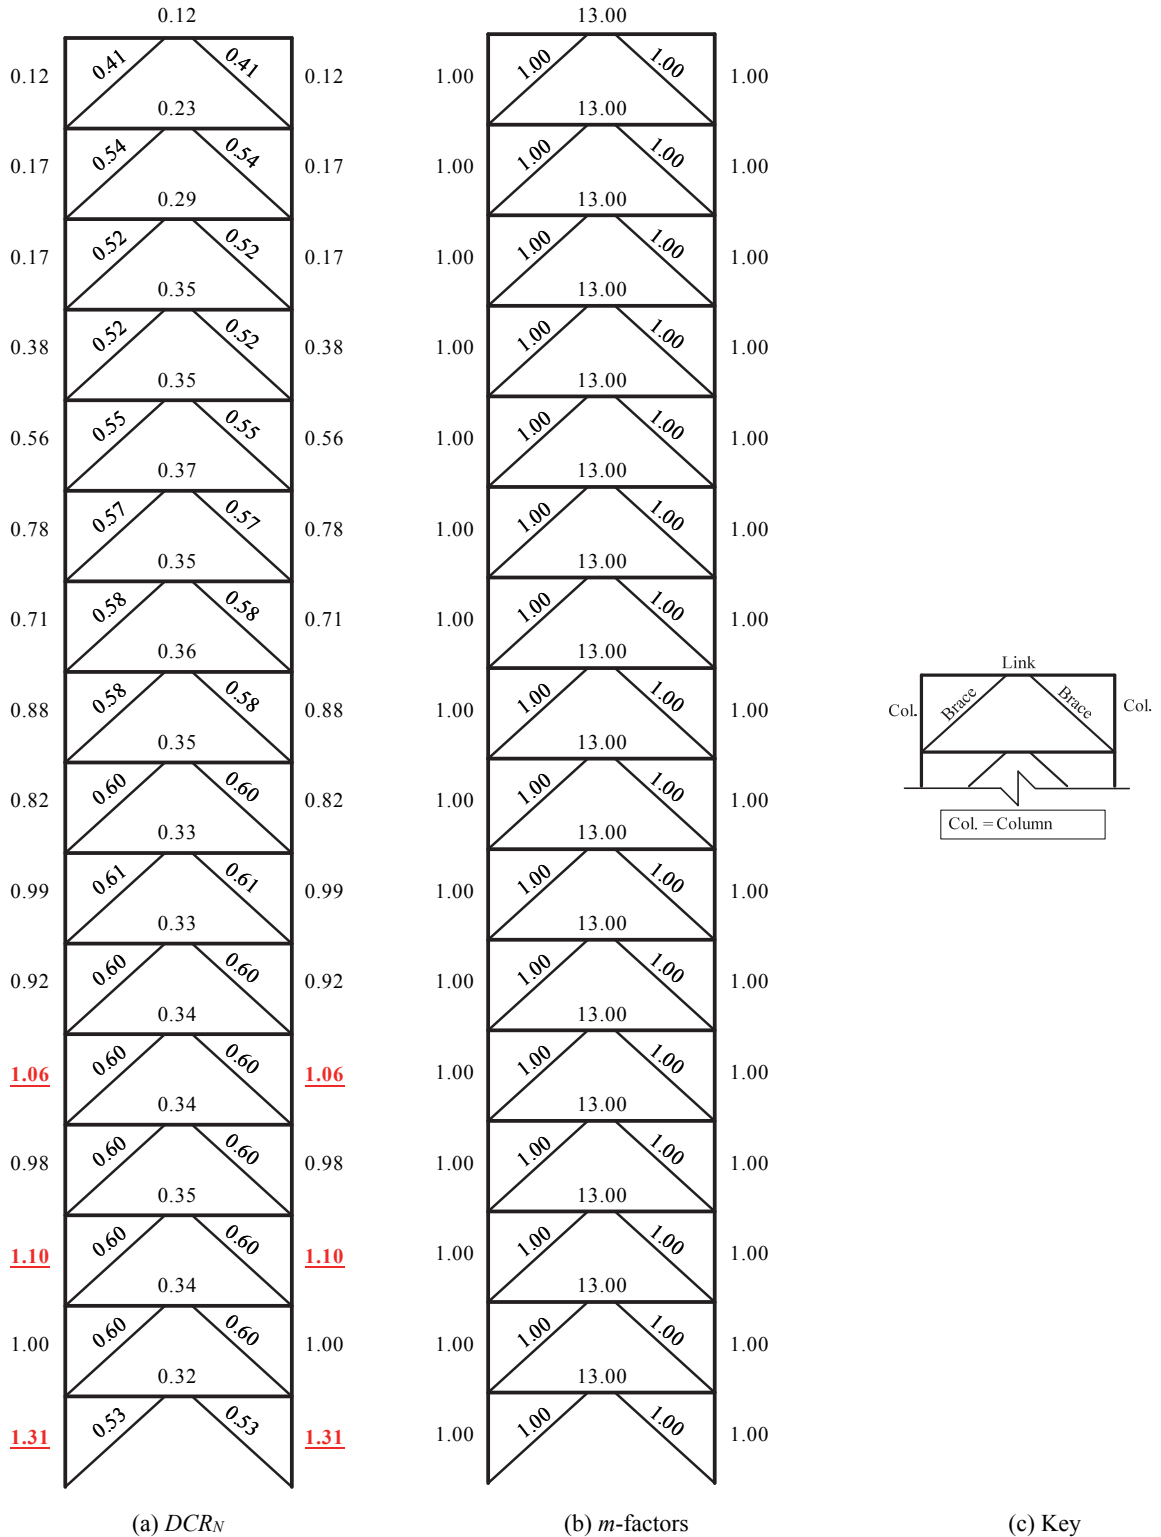 0.12 13.00
0.41 0.41 1.00 1.00
0.12 0.12 1.00 1.00
0.23 13.00
0.54 0.54 1.00 1.00
0.17 0.17 1.00 1.00
0.29 13.00
0.52 0.52 1.00 1.00
0.17 0.17 1.00 1.00
0.35 13.00
0.52 0.52 1.00 1.00
0.38 0.38 1.00 1.00
0.35 13.00
0.55 0.55 1.00 1.00
0.56 0.56 1.00 1.00
0.37 13.00
0.57 0.57 1.00 1.00
0.78 0.78 1.00 1.00
0.35 13.00
0.58 0.58 1.00 1.00
0.71 0.71 1.00 1.00
0.36 13.00
0.58 0.58 1.00 1.00
0.88 0.88 1.00 1.00
0.35 13.00
0.60 0.60 1.00 1.00
0.82 0.82 1.00 1.00
0.33 13.00
0.61 0.61 1.00 1.00
0.99 0.99 1.00 1.00
0.33 13.00
0.60 0.60 1.00 1.00
0.92 0.92 1.00 1.00
0.34 13.00
0.60 0.60 1.00 1.00
1.06 1.06 1.00 1.00
0.34 13.00
0.60 0.60 1.00 1.00
0.98 0.98 1.00 1.00
0.35 13.00
0.60 0.60 1.00 1.00
1.10 1.10 1.00 1.00
0.34 13.00
0.60 0.60 1.00 1.00
1.00 1.00 1.00 1.00
0.32 13.00
0.53 0.53 1.00 1.00
1.31 1.31 1.00 1.00
Link
Col. Brace Brace Col.
Col. = Column
(a) DCRN (b) m-factors (c) Key